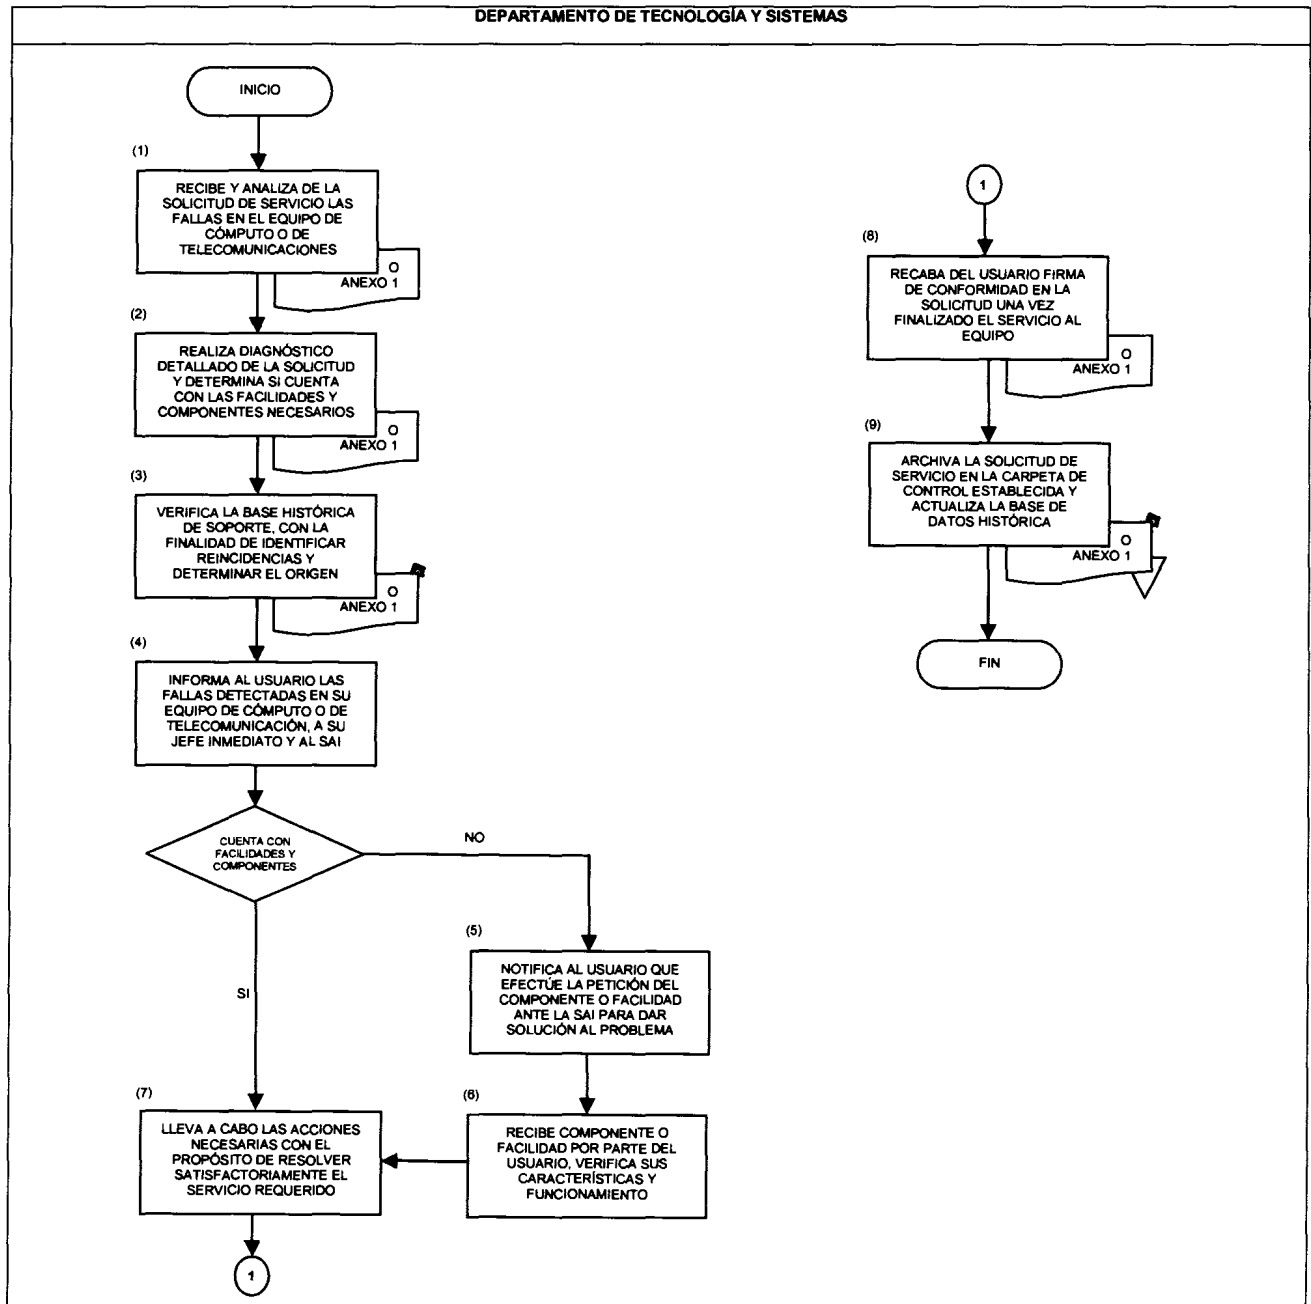 DEPARTAMENTO DE TECNOLOGÍA Y SISTEMAS
INICIO
(1)
RECIBE Y ANALIZA DE LA
SOLICITUD DE SERVICIO LAS
FALLAS EN EL EQUIPO DE
CÓMPUTO O DE
TELECOMUNICACIONES
O
ANEXO 1
(2)
REALIZA DIAGNÓSTICO
DETALLADO DE LA SOLICITUD
Y DETERMINA SI CUENTA
CON LAS FACILIDADES Y
COMPONENTES NECESARIOS
O
ANEXO 1
(3)
VERIFICA LA BASE HISTÓRICA
DE SOPORTE, CON LA
FINALIDAD DE IDENTIFICAR
REINCIDENCIAS Y
DETERMINAR EL ORIGEN
O
ANEXO 1
(4)
INFORMA AL USUARIO LAS
FALLAS DETECTADAS EN SU
EQUIPO DE CÓMPUTO O DE
TELECOMUNICACIÓN, A SU
JEFE INMEDIATO Y AL SAI
CUENTA CON
FACILIDADES Y
COMPONENTES
NO
SI
(5)
NOTIFICA AL USUARIO QUE
EFECTÚE LA PETICIÓN DEL
COMPONENTE O FACILIDAD
ANTE LA SAI PARA DAR
SOLUCIÓN AL PROBLEMA
(6)
RECIBE COMPONENTE O
FACILIDAD POR PARTE DEL
USUARIO, VERIFICA SUS
CARACTERÍSTICAS Y
FUNCIONAMIENTO
(7)
LLEVA A CABO LAS ACCIONES
NECESARIAS CON EL
PROPÓSITO DE RESOLVER
SATISFACTORIAMENTE EL
SERVICIO REQUERIDO
1
1
(8)
RECABA DEL USUARIO FIRMA
DE CONFORMIDAD EN LA
SOLICITUD UNA VEZ
FINALIZADO EL SERVICIO AL
EQUIPO
O
ANEXO 1
(9)
ARCHIVA LA SOLICITUD DE
SERVICIO EN LA CARPETA DE
CONTROL ESTABLECIDA Y
ACTUALIZA LA BASE DE
DATOS HISTÓRICA
O
ANEXO 1
FIN